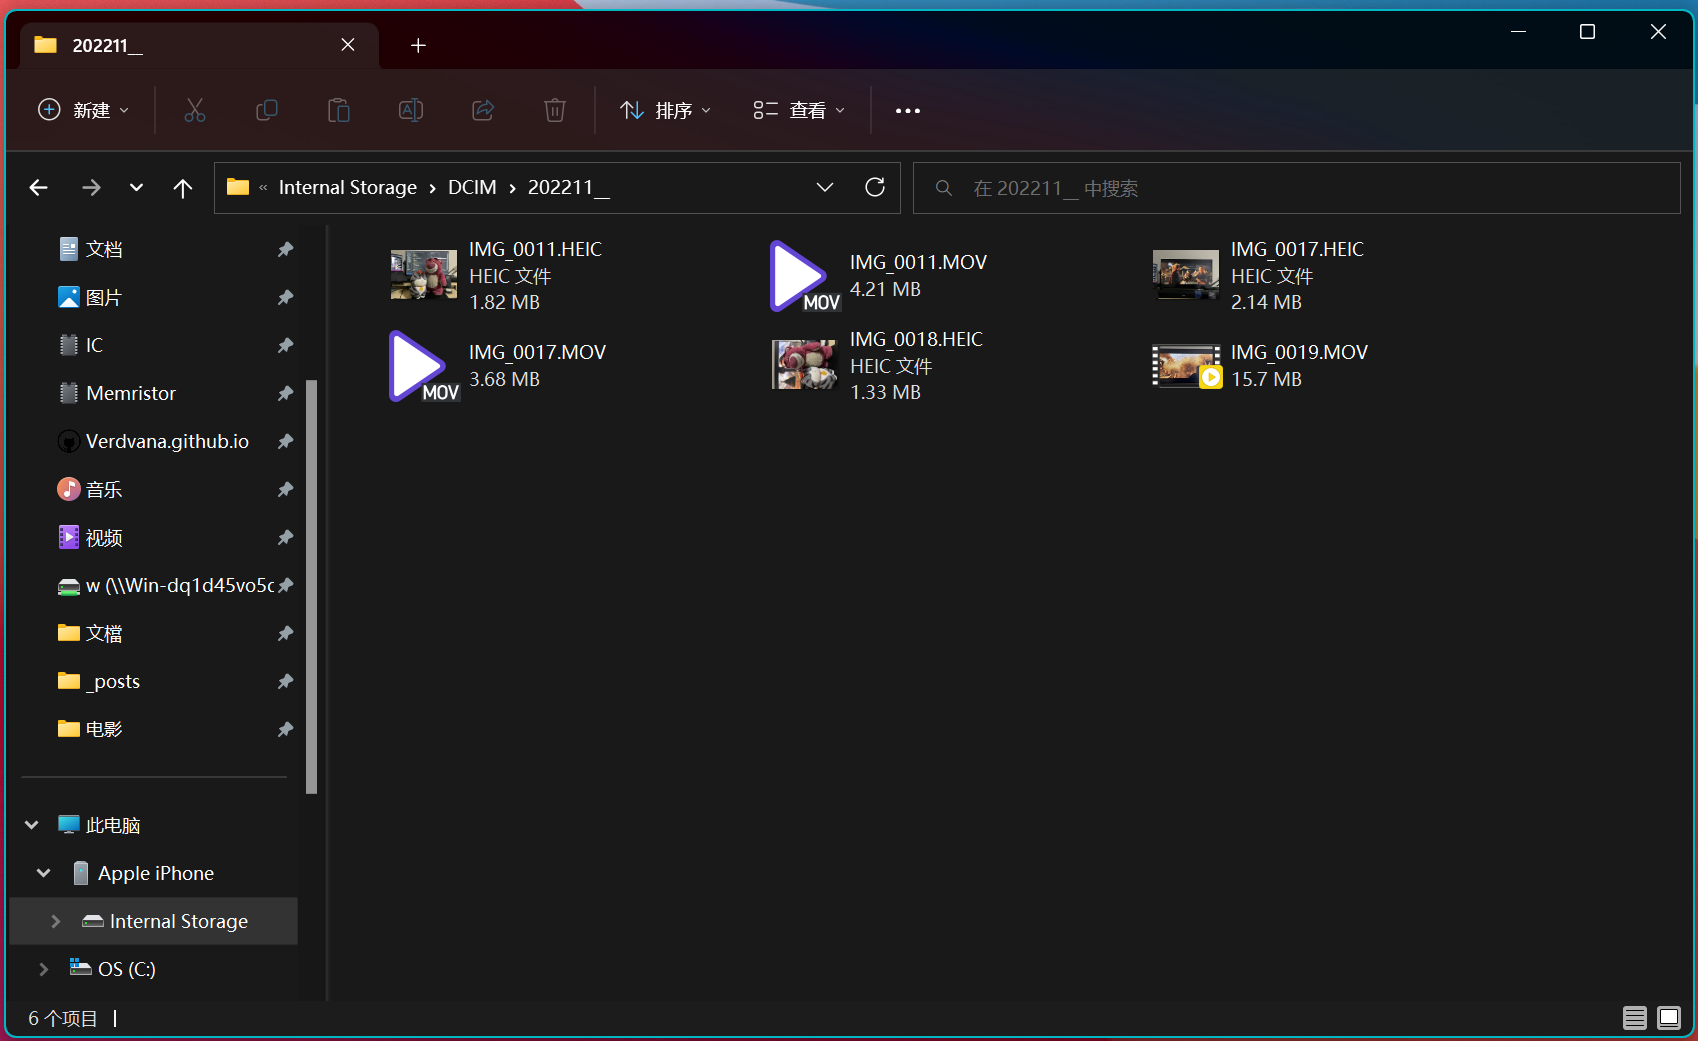 202211__
新建
排序
查看
« Internal Storage › DCIM › 202211__
在 202211__ 中搜索
文档
图片
IC
Memristor
Verdvana.github.io
音乐
视频
w (\\Win-dq1d45vo5c
文檔
_posts
电影
此电脑
Apple iPhone
Internal Storage
OS (C:)
IMG_0011.HEIC
HEIC 文件
1.82 MB
MOV
IMG_0011.MOV
4.21 MB
IMG_0017.HEIC
HEIC 文件
2.14 MB
MOV
IMG_0017.MOV
3.68 MB
IMG_0018.HEIC
HEIC 文件
1.33 MB
IMG_0019.MOV
15.7 MB
6 个项目